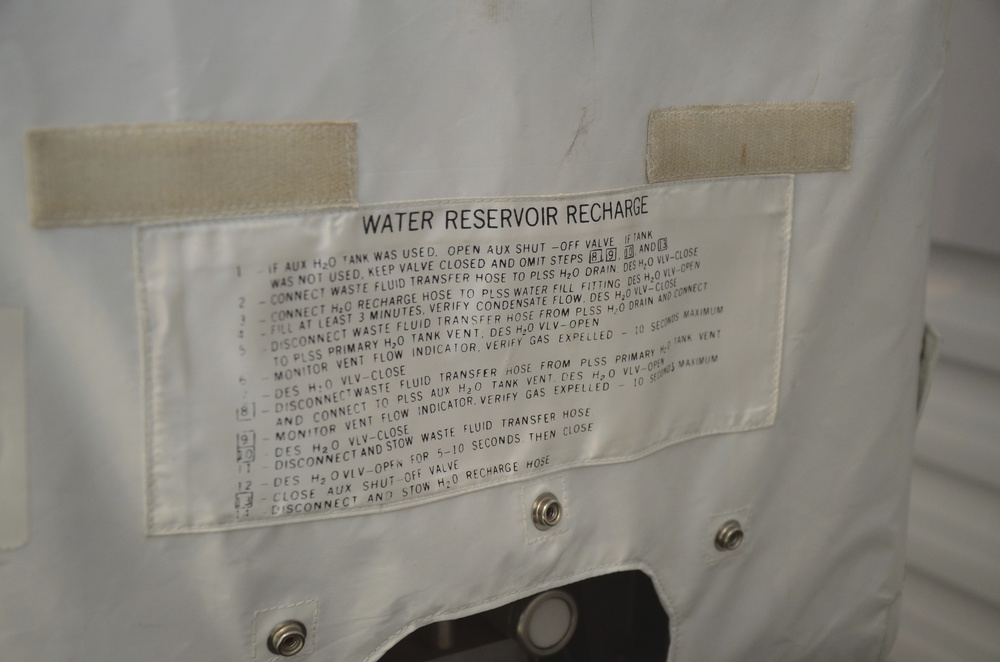 WATER RESERVOIR RECHARGE
1 - IF AUX H₂O TANK WAS USED, OPEN AUX SHUT-OFF VALVE. IF TANK
WAS NOT USED, KEEP VALVE CLOSED AND OMIT STEPS 8, 9, 10 AND 13
2 - CONNECT WASTE FLUID TRANSFER HOSE TO PLSS H₂O DRAIN, DES H₂O VLV-CLOSE
3 - CONNECT H₂O RECHARGE HOSE TO PLSS WATER FILL FITTING DES H₂O VLV-OPEN
4 - FILL AT LEAST 3 MINUTES, VERIFY CONDENSATE FLOW, DES H₂O VLV-CLOSE
5 - DISCONNECT WASTE FLUID TRANSFER HOSE FROM PLSS H₂O DRAIN AND CONNECT
TO PLSS PRIMARY H₂O TANK VENT, DES H₂O VLV-OPEN
6 - MONITOR VENT FLOW INDICATOR, VERIFY GAS EXPELLED - 10 SECONDS MAXIMUM
7 - DES H₂O VLV-CLOSE
8 - DISCONNECT WASTE FLUID TRANSFER HOSE FROM PLSS PRIMARY H₂O TANK VENT
AND CONNECT TO PLSS AUX H₂O TANK VENT, DES H₂O VLV-OPEN
9 - MONITOR VENT FLOW INDICATOR, VERIFY GAS EXPELLED - 10 SECONDS MAXIMUM
10 - DES H₂O VLV-CLOSE
11 - DISCONNECT AND STOW WASTE FLUID TRANSFER HOSE
12 - DES H₂O VLV-OPEN FOR 5-10 SECONDS THEN CLOSE
13 - CLOSE AUX SHUT-OFF VALVE
14 - DISCONNECT AND STOW H₂O RECHARGE HOSE